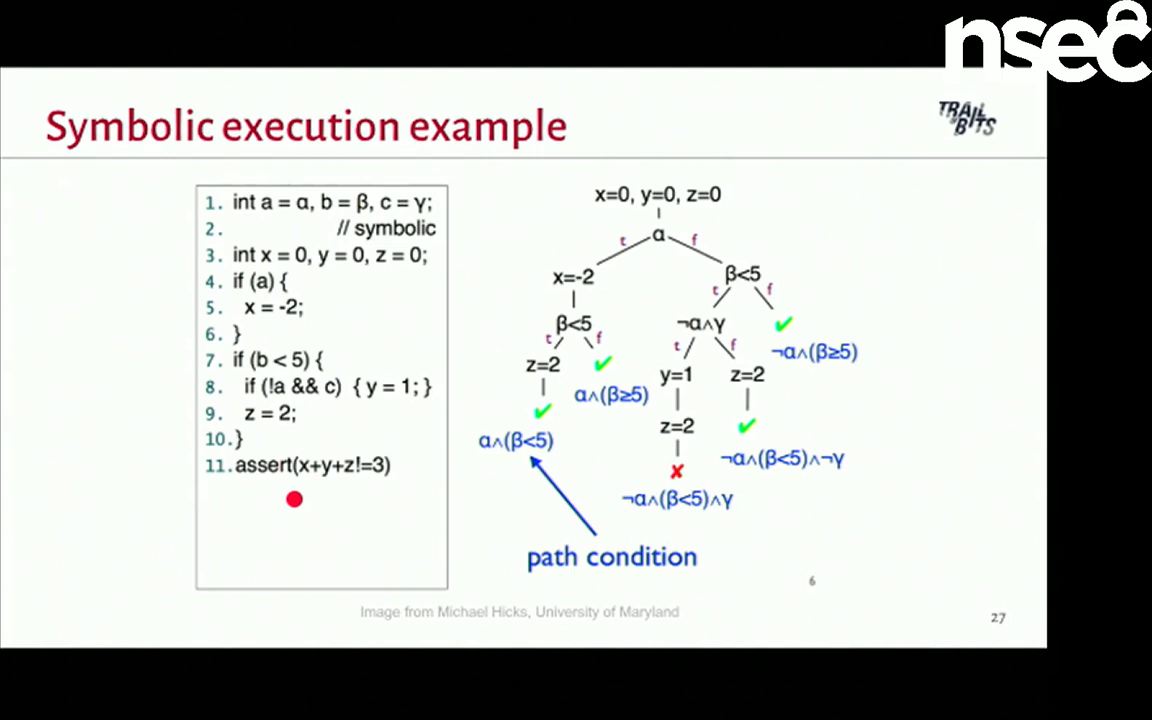 nsec
Symbolic execution example
TRAIL
OF BITS
1. int a = α, b = β, c = γ;
2. // symbolic
3. int x = 0, y = 0, z = 0;
4. if (a) {
5. x = -2;
6. }
7. if (b < 5) {
8. if (!a && c) { y = 1; }
9. z = 2;
10.}
11.assert(x+y+z!=3)
x=0, y=0, z=0
α
t f
x=-2
β<5
t f
β<5
t f
z=2
✔
α∧(β≥5)
✔
α∧(β<5)
¬α∧γ
t f
✔
¬α∧(β≥5)
y=1
z=2
z=2
✔
¬α∧(β<5)∧¬γ
✘
¬α∧(β<5)∧γ
path condition
6
Image from Michael Hicks, University of Maryland
27